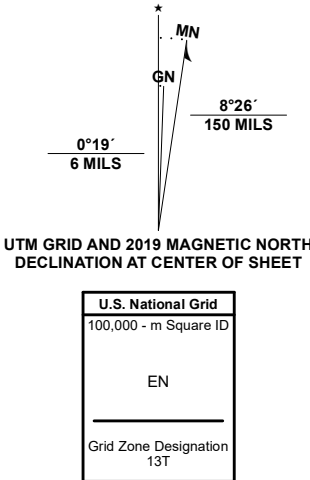 ★
MN
GN
8°26´
150 MILS
0°19´
6 MILS
UTM GRID AND 2019 MAGNETIC NORTH
DECLINATION AT CENTER OF SHEET
U.S. National Grid
100,000 - m Square ID
EN
Grid Zone Designation
13T